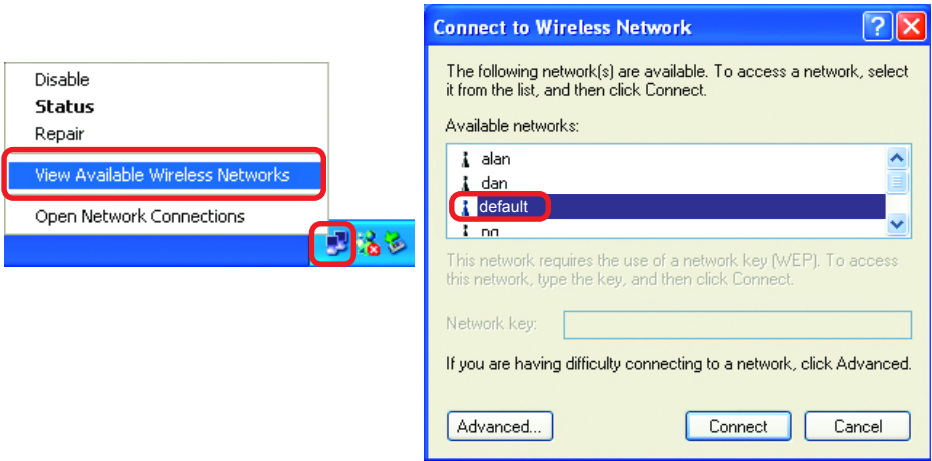 Disable
Status
Repair
View Available Wireless Networks
Open Network Connections
Connect to Wireless Network
The following network(s) are available. To access a network, select
it from the list, and then click Connect.
Available networks:
alan
dan
default
This network requires the use of a network key (WEP). To access
this network, type the key, and then click Connect.
Network key:
If you are having difficulty connecting to a network, click Advanced.
Advanced...
Connect
Cancel